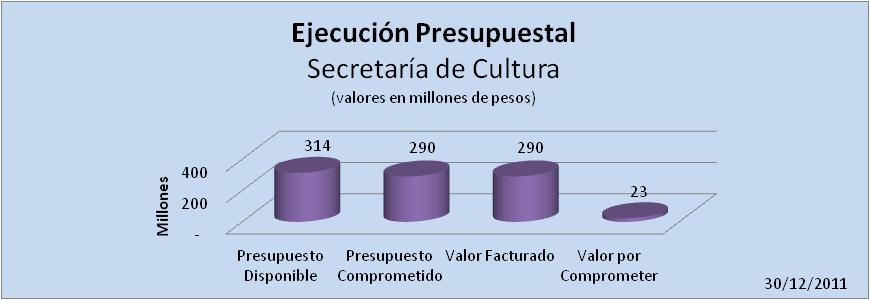 Ejecución Presupuestal
Secretaría de Cultura
(valores en millones de pesos)
314
290
290
23
400
200
-
Millones
Presupuesto
Disponible
Presupuesto
Comprometido
Valor Facturado
Valor por
Comprometer
30/12/2011